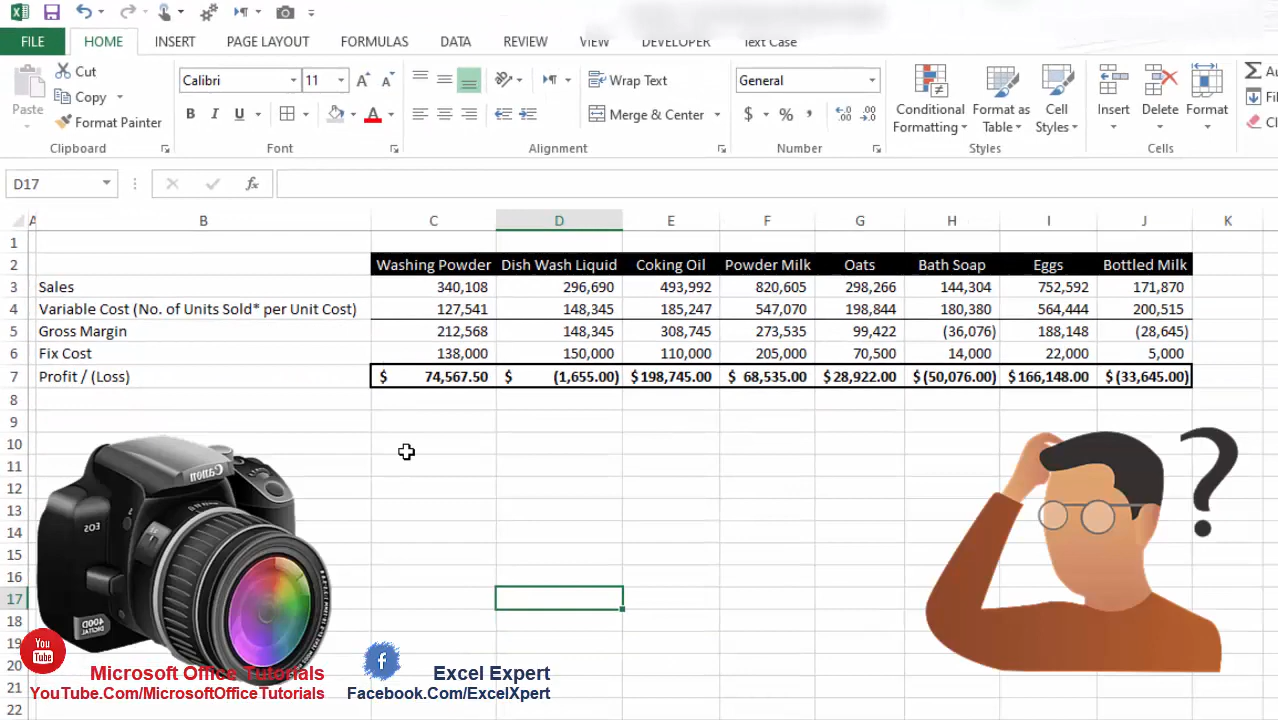 FILE HOME INSERT PAGE LAYOUT FORMULAS DATA REVIEW VIEW DEVELOPER Text Case
Paste
Cut
Copy
Format Painter
Clipboard
Calibri 11
B I U
Font
Wrap Text
Merge & Center
Alignment
General
$ % ,
Number
Conditional Formatting
Format as Table
Cell Styles
Styles
Insert Delete Format
Cells
D17 fx
A B C D E F G H I J K
1
2 Washing Powder Dish Wash Liquid Coking Oil Powder Milk Oats Bath Soap Eggs Bottled Milk
3 Sales 340,108 296,690 493,992 820,605 298,266 144,304 752,592 171,870
4 Variable Cost (No. of Units Sold* per Unit Cost) 127,541 148,345 185,247 547,070 198,844 180,380 564,444 200,515
5 Gross Margin 212,568 148,345 308,745 273,535 99,422 (36,076) 188,148 (28,645)
6 Fix Cost 138,000 150,000 110,000 205,000 70,500 14,000 22,000 5,000
7 Profit / (Loss) $ 74,567.50 $ (1,655.00) $198,745.00 $ 68,535.00 $28,922.00 $(50,076.00) $166,148.00 $(33,645.00)
8
9
10
11
12
13
14
15
16
17
18
19
20
21
22
Canon
EOS
400D
DIGITAL
?
You
Tube
Microsoft Office Tutorials
YouTube.Com/MicrosoftOfficeTutorials
f
Excel Expert
Facebook.Com/ExcelXpert